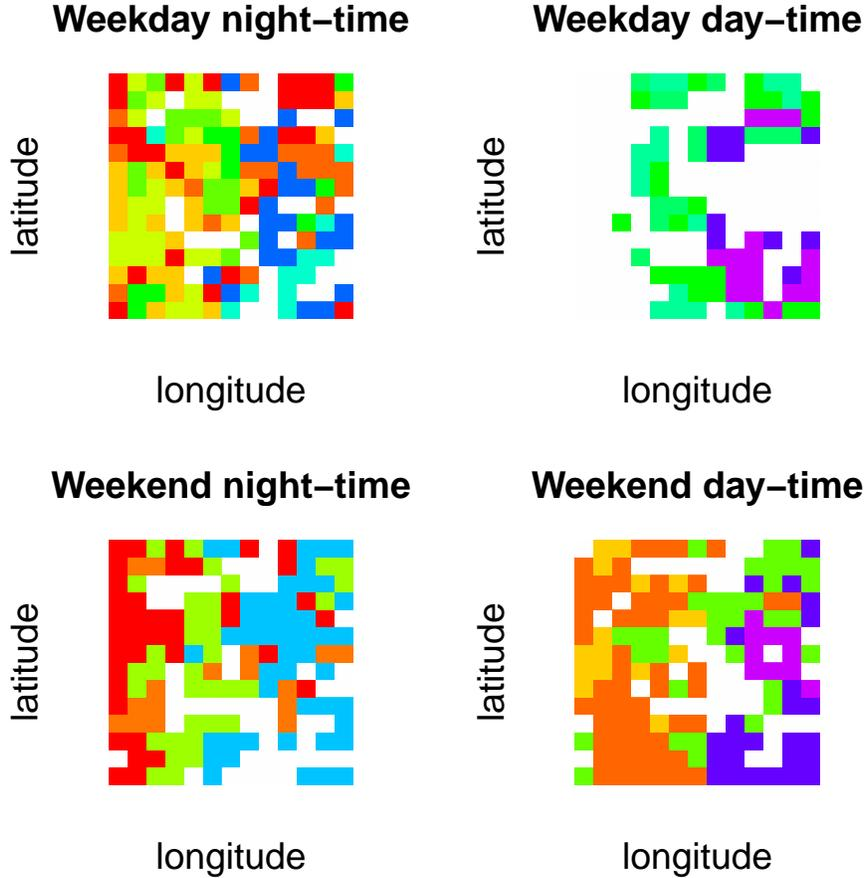 Weekday night−time
Weekday day−time
latitude
latitude
longitude
longitude
Weekend night−time
Weekend day−time
latitude
latitude
longitude
longitude